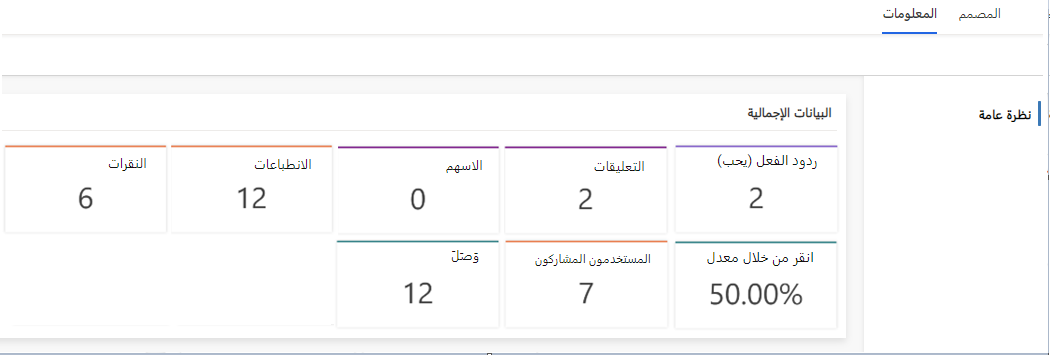 المصمم
المعلومات
نظرة عامة
البيانات الإجمالية
ردود الفعل (يحب)
2
التعليقات
2
الاسهم
0
الانطباعات
12
النقرات
6
انقر من خلال معدل
50.00%
المستخدمون المشاركون
7
وَصَلَ
12